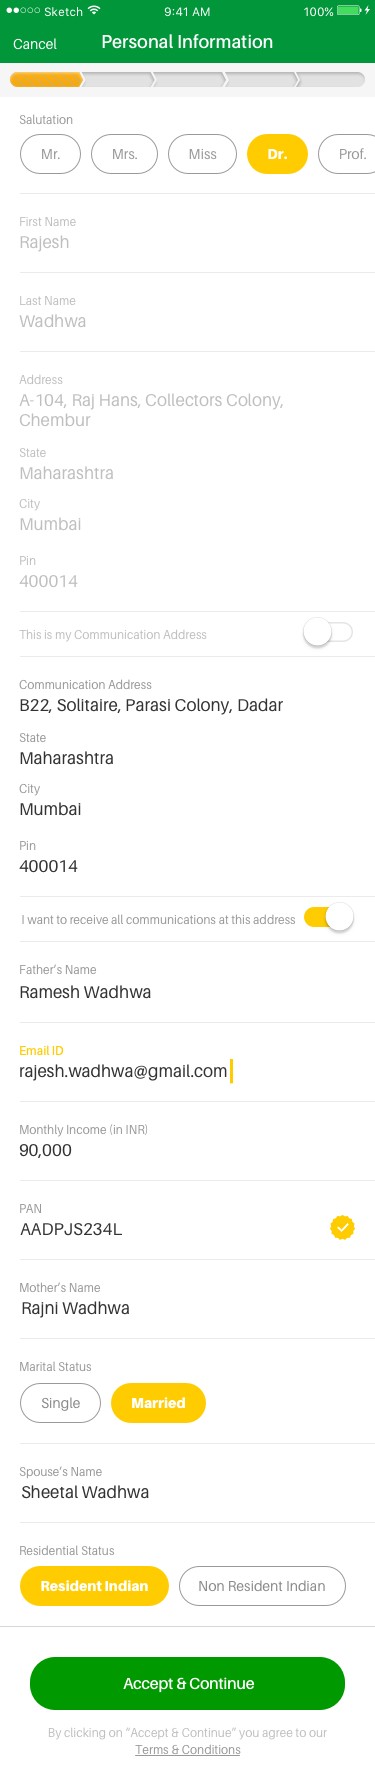 Sketch 9:41 AM 100%
Cancel Personal Information
Salutation
Mr. Mrs. Miss Dr. Prof.
First Name
Rajesh
Last Name
Wadhwa
Address
A-104, Raj Hans, Collectors Colony,
Chembur
State
Maharashtra
City
Mumbai
Pin
400014
This is my Communication Address
Communication Address
B22, Solitaire, Parasi Colony, Dadar
State
Maharashtra
City
Mumbai
Pin
400014
I want to receive all communications at this address
Father's Name
Ramesh Wadhwa
Email ID
rajesh.wadhwa@gmail.com
Monthly Income (in INR)
90,000
PAN
AADPJS234L
Mother's Name
Rajni Wadhwa
Marital Status
Single Married
Spouse's Name
Sheetal Wadhwa
Residential Status
Resident Indian Non Resident Indian
Accept & Continue
By clicking on "Accept & Continue" you agree to our
Terms & Conditions